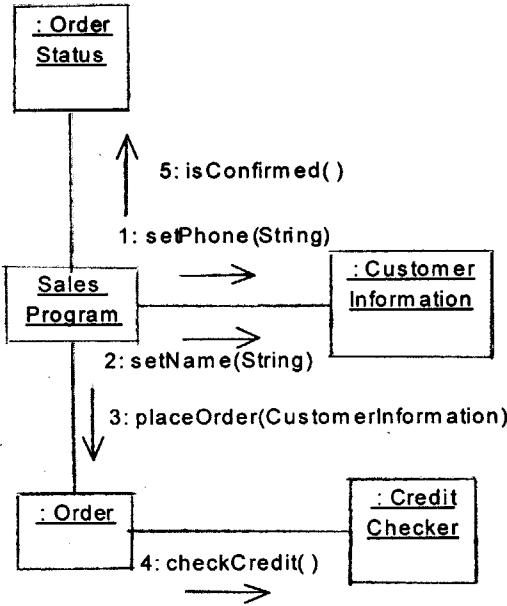 : Order
Status
5: isConfirmed( )
1: setPhone(String)
Sales
Program
: Customer
Information
2: setName(String)
3: placeOrder(CustomerInformation)
: Order
: Credit
Checker
4: checkCredit( )